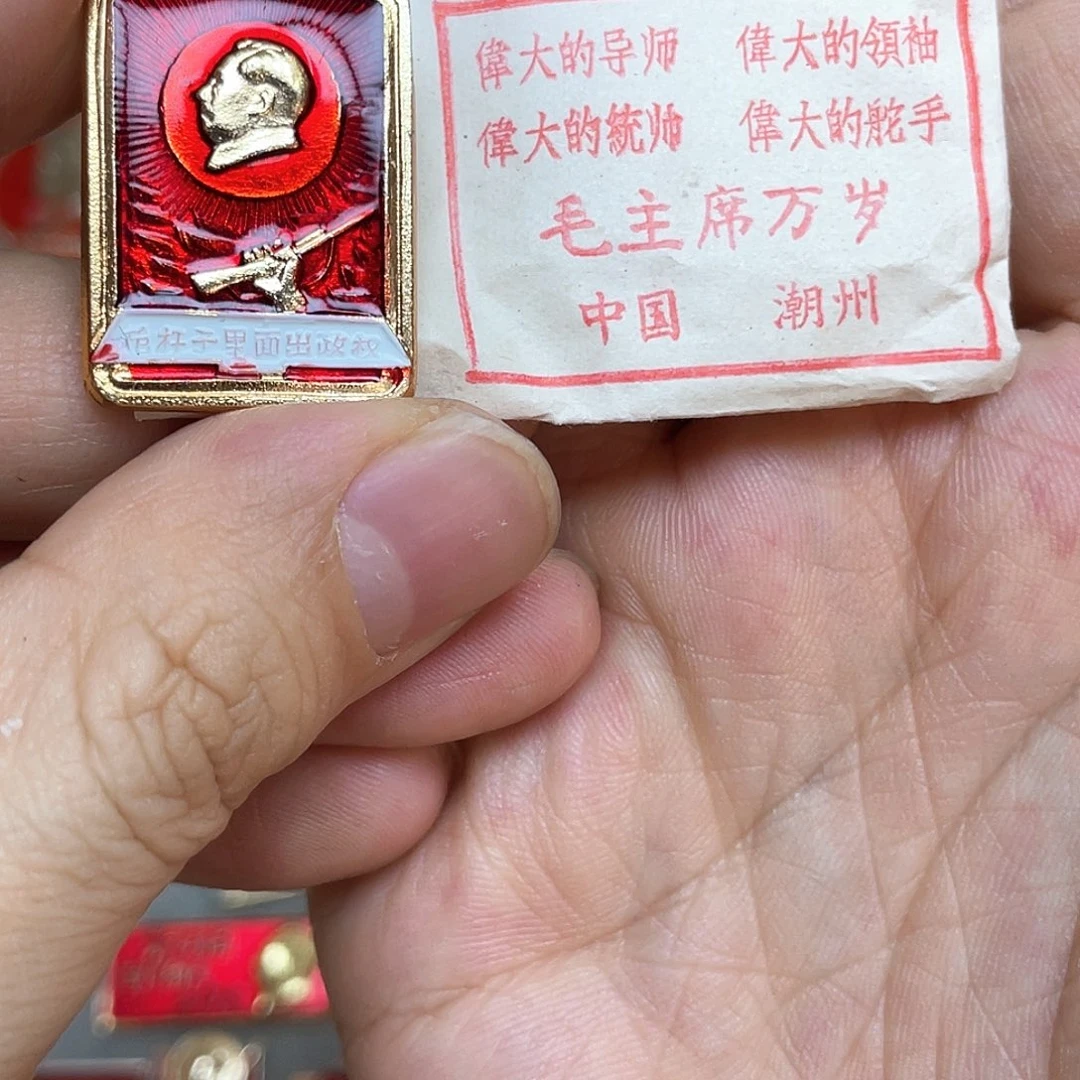 偉大的导师 偉大的領袖
偉大的統帅 偉大的舵手
毛主席万岁
中国 潮州
杆子里面出政权